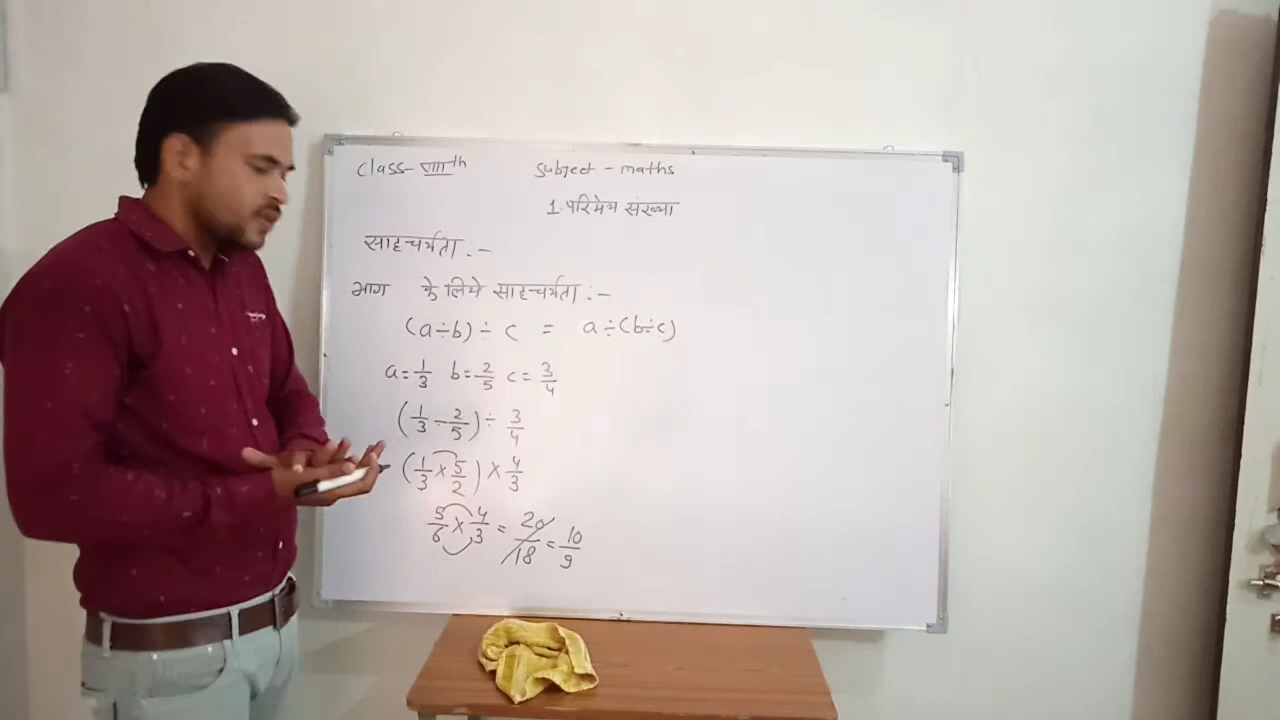 Class- VIIIth Subject - maths
1. परिमेय संख्या
साहचर्यता :-
भाग के लिये साहचर्यता :-
(a÷b) ÷ c = a÷(b÷c)
a=1/3 b=2/5 c=3/4
(1/3 ÷ 2/5) ÷ 3/4
(1/3 × 5/2) × 4/3
5/6 × 4/3 = 20/18 = 10/9